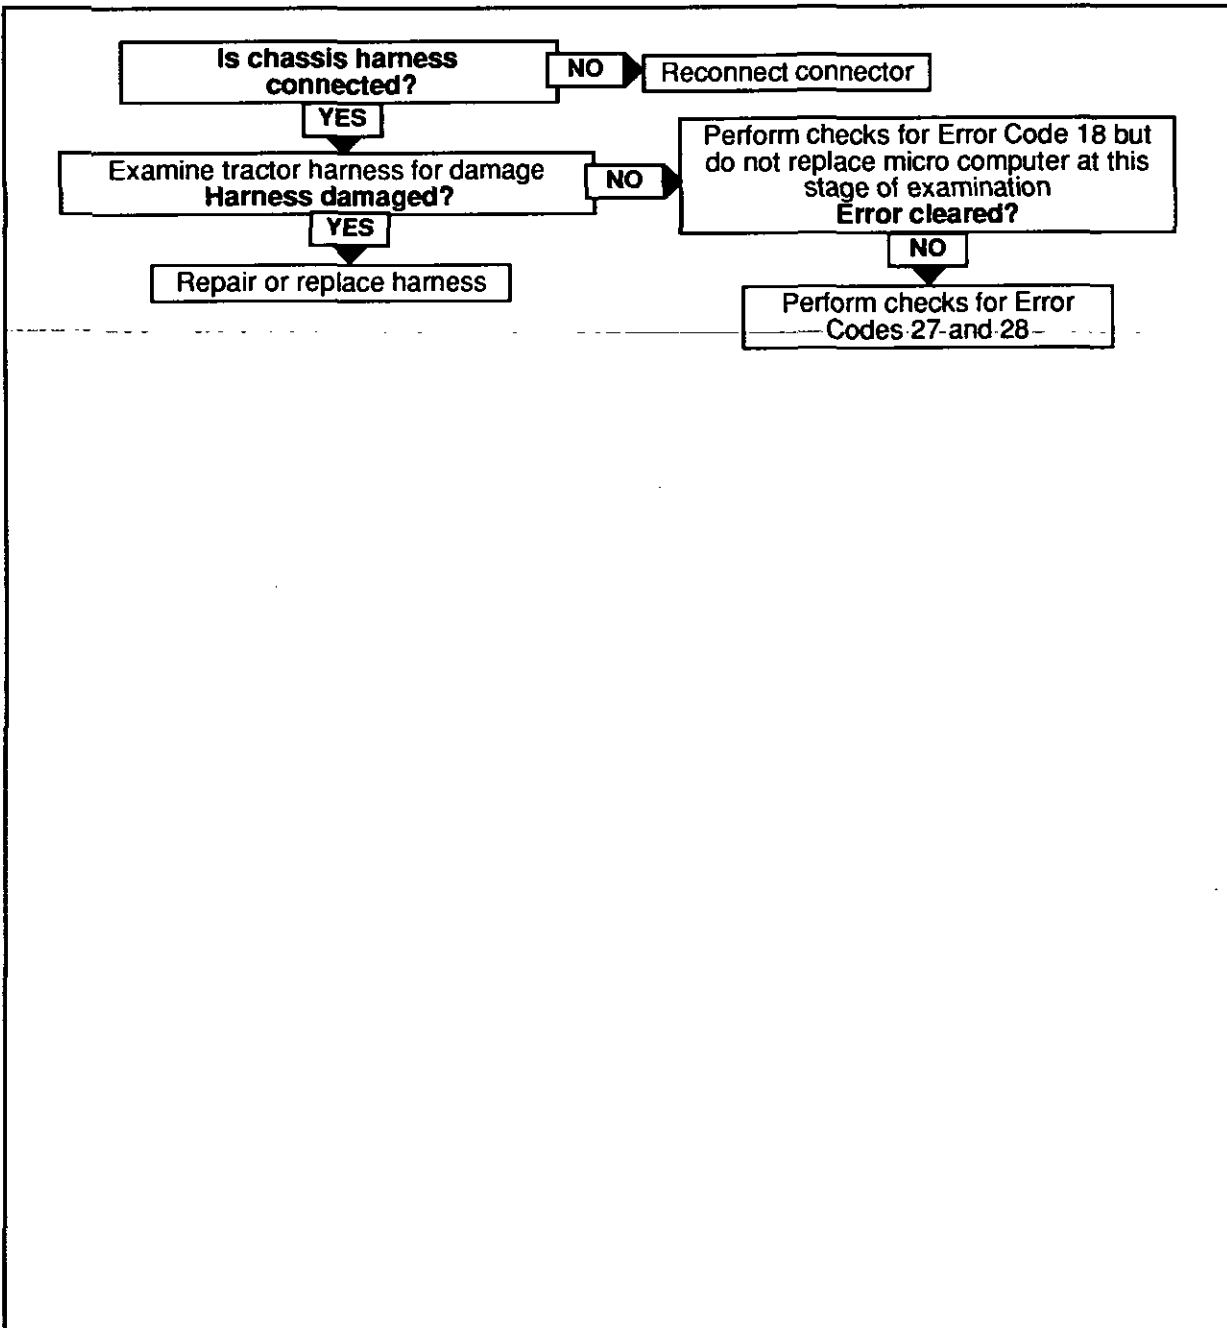 Is chassis harness
connected?
NO
Reconnect connector
YES
Examine tractor harness for damage
Harness damaged?
NO
Perform checks for Error Code 18 but
do not replace micro computer at this
stage of examination
Error cleared?
YES
Repair or replace harness
NO
Perform checks for Error
Codes 27 and 28